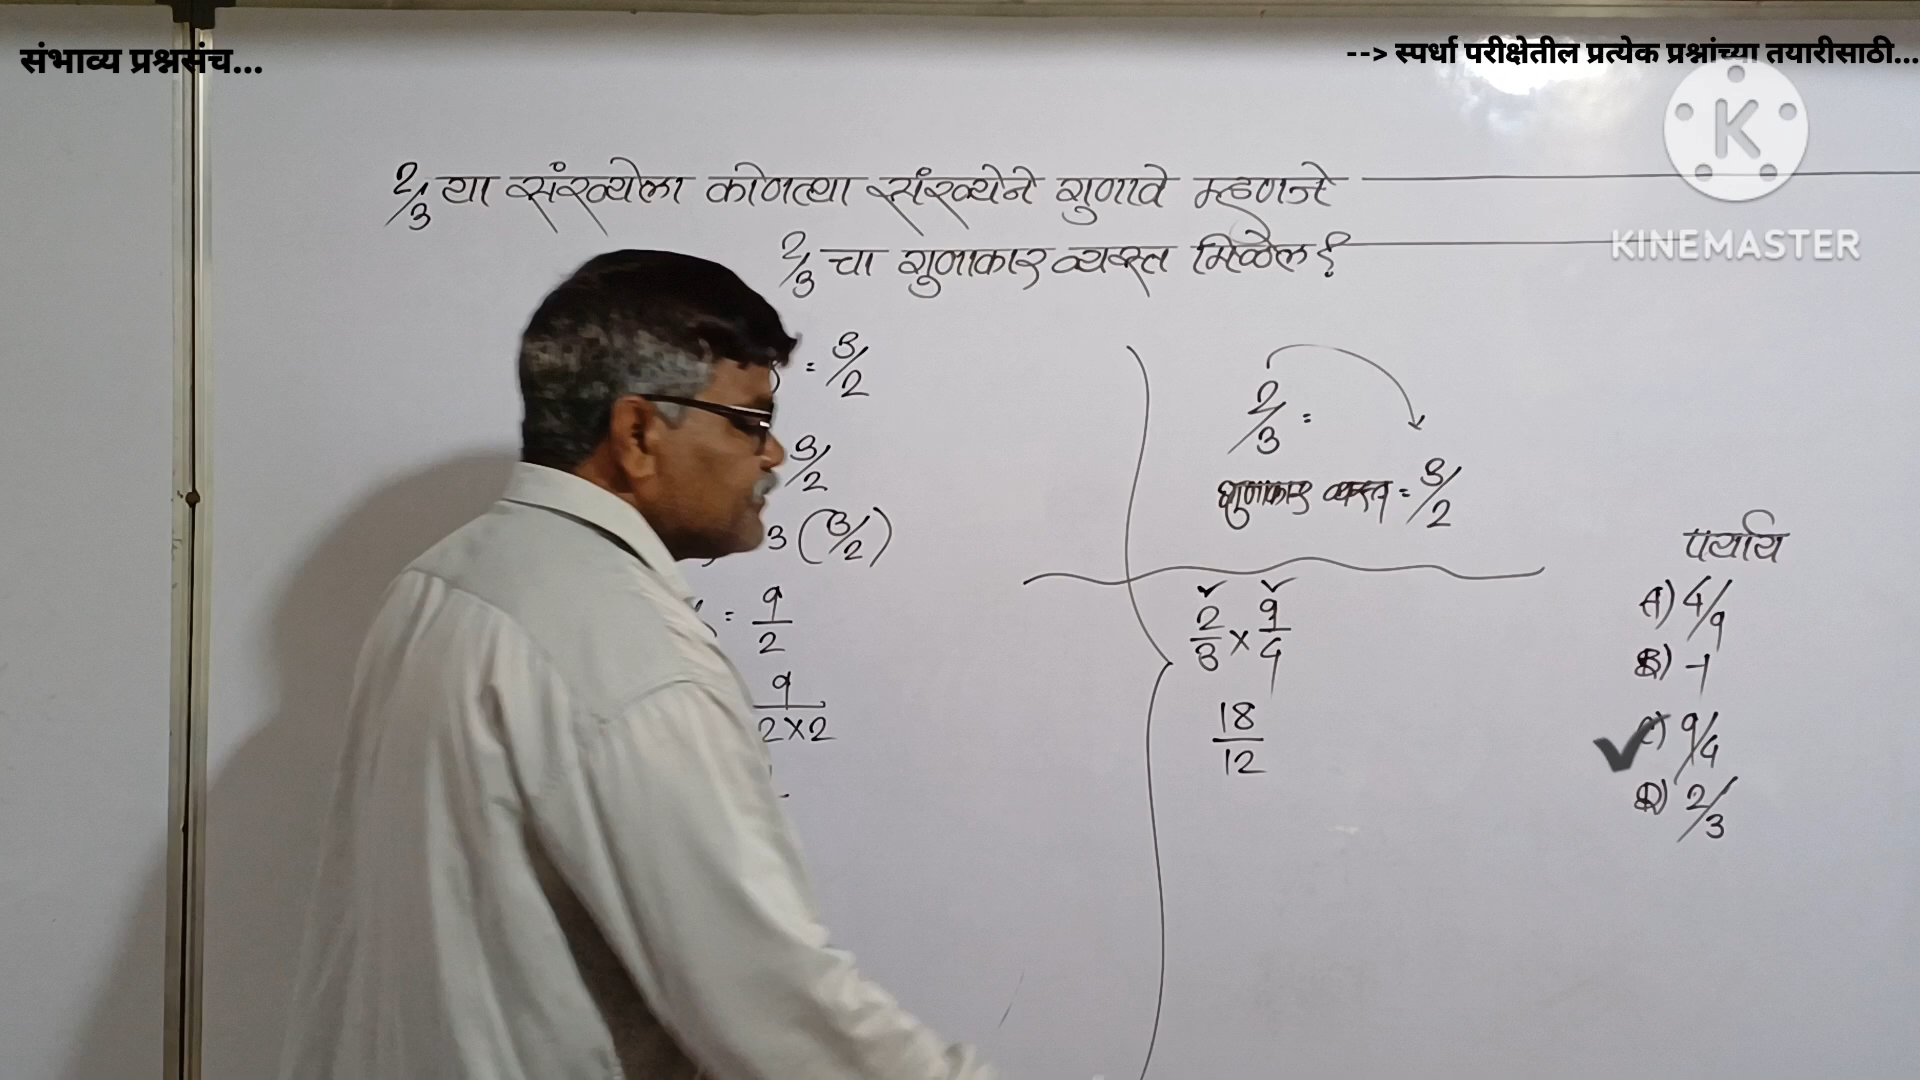 संभाव्य प्रश्नसंच...
--> स्पर्धा परीक्षेतील प्रत्येक प्रश्नांच्या तयारीसाठी...
KINEMASTER
2/3 या संख्येला कोणत्या संख्येने गुणावे म्हणजे
2/3 चा गुणाकार व्यस्त मिळेल?
= 3/2
3/2
3 (3/2)
= 9/2
9/2×2
2/3 =
गुणाकार व्यस्त = 3/2
2/3 × 9/4
18/12
पर्याय
A) 4/9
B) -1
C) 9/4
D) 2/3